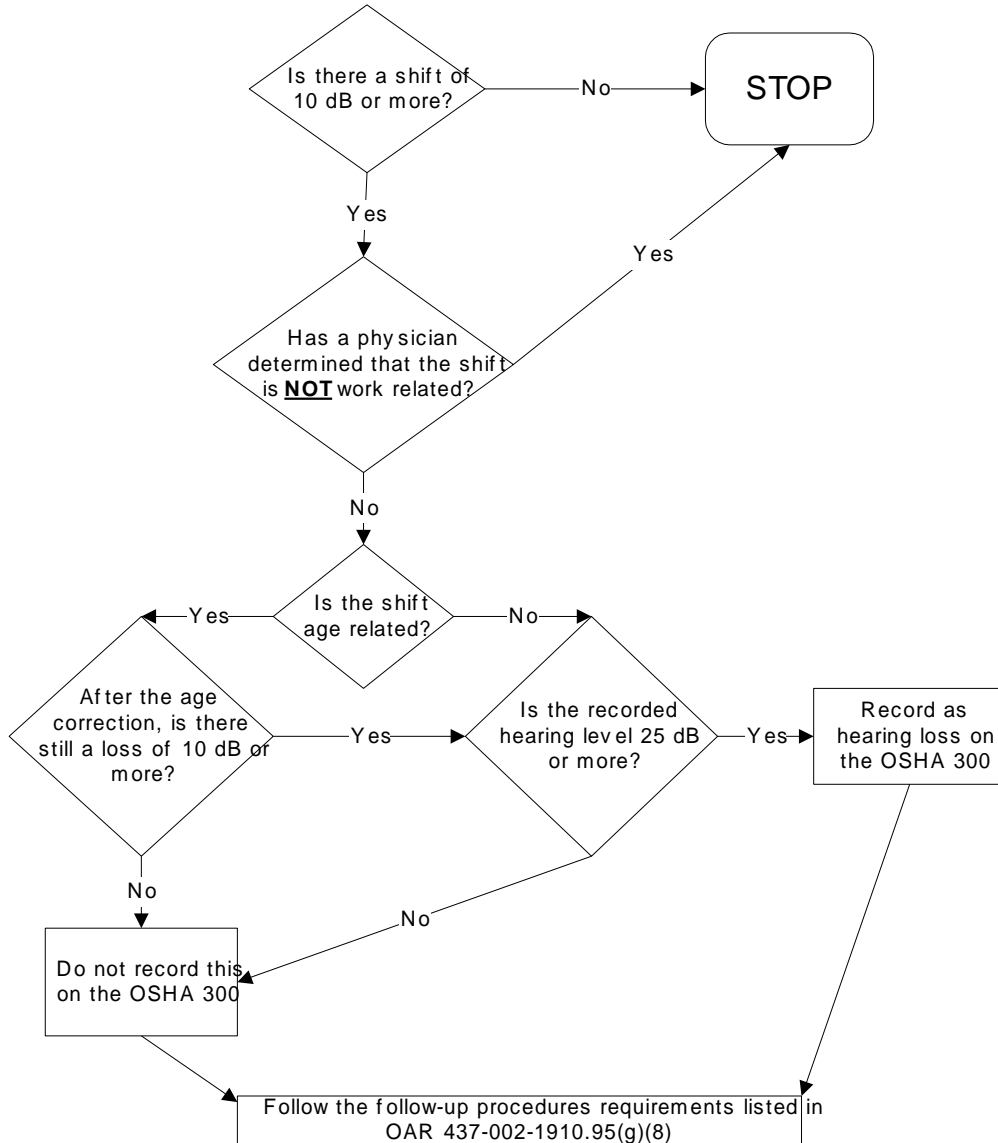 Is there a shift of
10 dB or more?
No
STOP
Yes
Yes
Has a physician
determined that the shift
is NOT work related?
No
Is the shift
age related?
Yes
No
After the age
correction, is there
still a loss of 10 dB or
more?
Yes
Is the recorded
hearing level 25 dB
or more?
Yes
Record as
hearing loss on
the OSHA 300
No
No
Do not record this
on the OSHA 300
Follow the follow-up procedures requirements listed in
OAR 437-002-1910.95(g)(8)